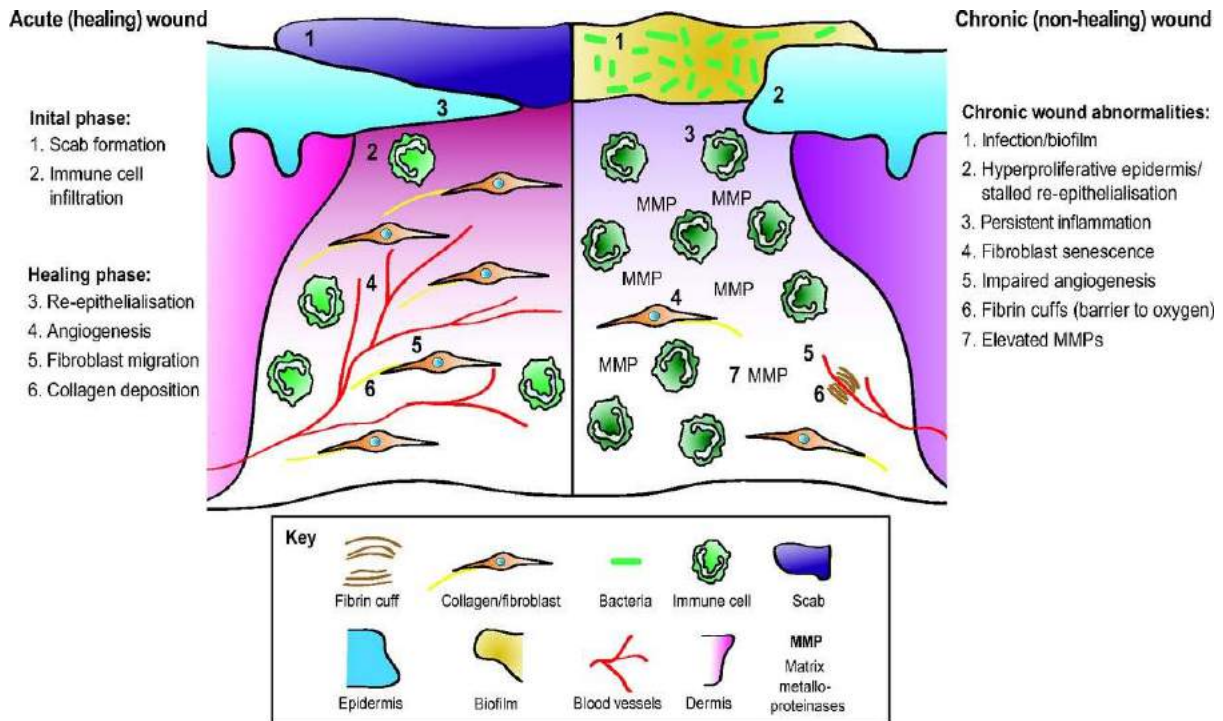 Acute (healing) wound
Chronic (non-healing) wound
Inital phase:
1. Scab formation
2. Immune cell
infiltration
Healing phase:
3. Re-epithelialisation
4. Angiogenesis
5. Fibroblast migration
6. Collagen deposition
1
3
2
4
5
6
1
2
3
MMP
MMP
MMP
MMP
4
MMP
7 MMP
5
6
Chronic wound abnormalities:
1. Infection/biofilm
2. Hyperproliferative epidermis/
stalled re-epithelialisation
3. Persistent inflammation
4. Fibroblast senescence
5. Impaired angiogenesis
6. Fibrin cuffs (barrier to oxygen)
7. Elevated MMPs
Key
Fibrin cuff
Collagen/fibroblast
Bacteria
Immune cell
Scab
Epidermis
Biofilm
Blood vessels
Dermis
MMP
Matrix
metallo-
proteinases